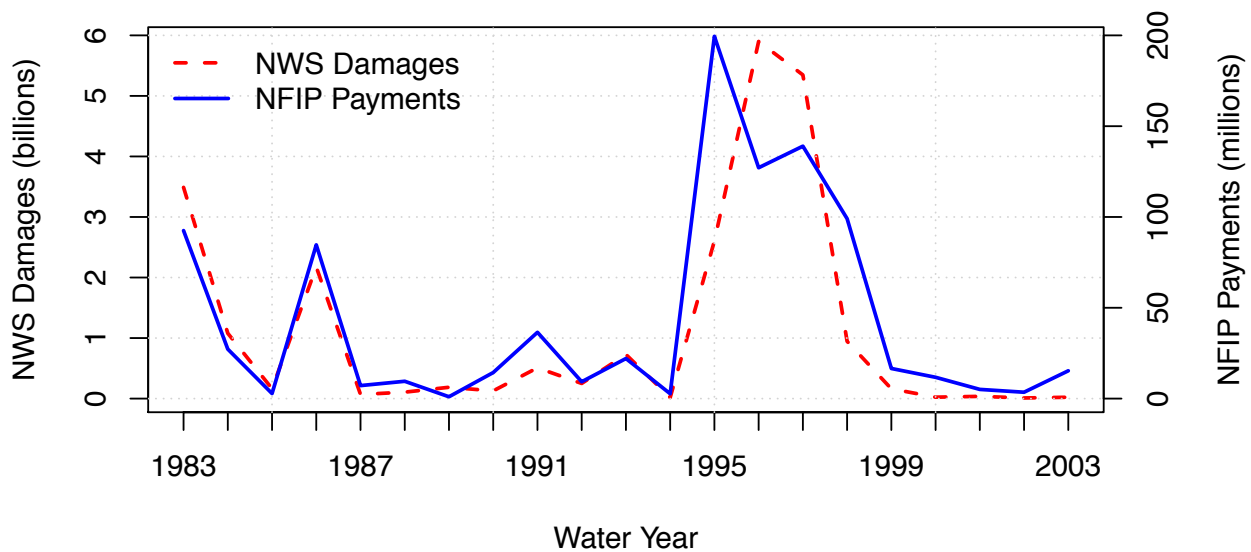 NWS Damages
NFIP Payments
NWS Damages (billions)
6
5
4
3
2
1
0
200
150
100
50
0
NFIP Payments (millions)
1983 1987 1991 1995 1999 2003
Water Year